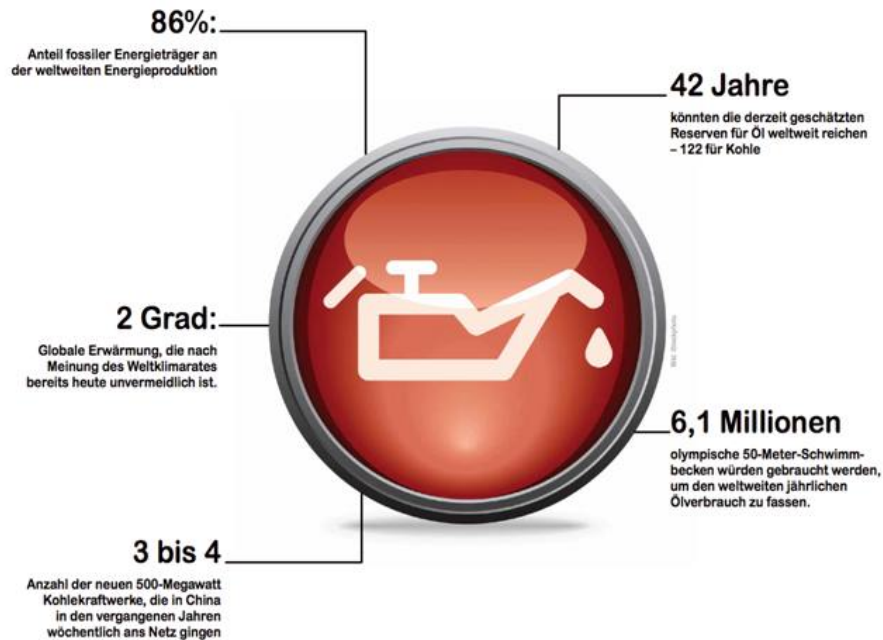 86%:
Anteil fossiler Energieträger an
der weltweiten Energieproduktion
42 Jahre
könnten die derzeit geschätzten
Reserven für Öl weltweit reichen
– 122 für Kohle
2 Grad:
Globale Erwärmung, die nach
Meinung des Weltklimarates
bereits heute unvermeidlich ist.
6,1 Millionen
olympische 50-Meter-Schwimm-
becken würden gebraucht werden,
um den weltweiten jährlichen
Ölverbrauch zu fassen.
3 bis 4
Anzahl der neuen 500-Megawatt
Kohlekraftwerke, die in China
in den vergangenen Jahren
wöchentlich ans Netz gingen